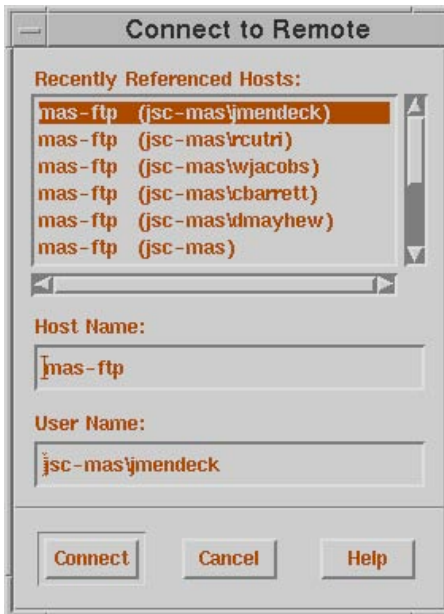 Connect to Remote
Recently Referenced Hosts:
mas-ftp (jsc-mas\jmendeck)
mas-ftp (jsc-mas\rcutri)
mas-ftp (jsc-mas\wjacobs)
mas-ftp (jsc-mas\cbarrett)
mas-ftp (jsc-mas\dmayhew)
mas-ftp (jsc-mas)
Host Name:
mas-ftp
User Name:
jsc-mas\jmendeck
Connect Cancel Help